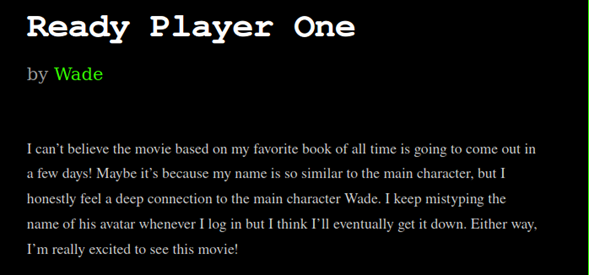 Ready Player One
by Wade
I can’t believe the movie based on my favorite book of all time is going to come out in
a few days! Maybe it’s because my name is so similar to the main character, but I
honestly feel a deep connection to the main character Wade. I keep mistyping the
name of his avatar whenever I log in but I think I’ll eventually get it down. Either way,
I’m really excited to see this movie!